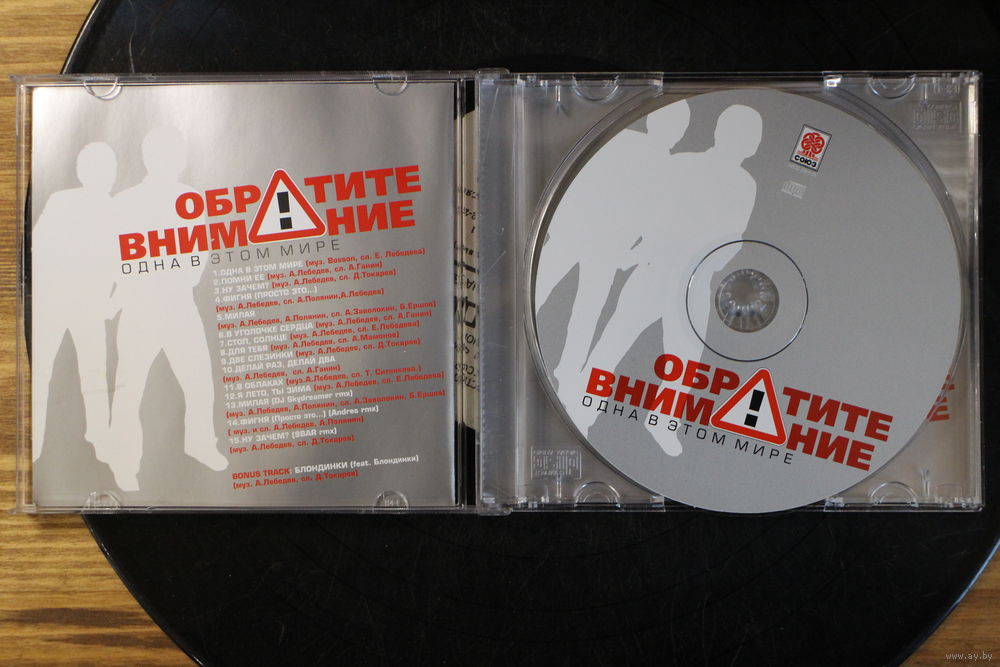 ОБРАТИТЕ
ВНИМАНИЕ
ОДНА В ЭТОМ МИРЕ
1.ОДНА В ЭТОМ МИРЕ (муз. Bosson, сл. Е. Лебедева)
2.ПОМНИ ЕЕ (муз. А.Лебедев, сл. А.Ганин)
3.НУ ЗАЧЕМ? (муз. А.Лебедев, сл. Д.Токарев)
4.ФИГНЯ (ПРОСТО ЭТО...)
(муз. А.Лебедев, сл. А.Полянин,А.Лебедев)
5.МИЛАЯ
(муз. А.Лебедев, А.Полянин, сл. А.Заволокин, Б.Ершов)
6.В УГОЛОЧКЕ СЕРДЦА (муз. А.Лебедев, сл. А.Ганин)
7.СТОП, СОЛНЦЕ (муз. А.Лебедев, сл. Е.Лебедева)
8.ДЛЯ ТЕБЯ (муз. А.Лебедев, сл. А.Мамонов)
9.ДВЕ СЛЕЗИНКИ (муз. А.Лебедев, сл. Д.Токарев)
10.ДЕЛАЙ РАЗ, ДЕЛАЙ ДВА
(муз. А.Лебедев, сл. А.Ганин)
11.В ОБЛАКАХ (муз.А.Лебедев, сл. Т. Ситникова.)
12.Я ЛЕТО, ТЫ ЗИМА (муз. А.Лебедев, сл. Е.Лебедева)
13.МИЛАЯ (DJ Skydreamer rmx)
(муз. А.Лебедев, А.Полянин, сл. А.Заволокин, Б.Ершов)
14.ФИГНЯ (Просто это...) (Andres rmx)
( муз. и сл. А.Лебедев, А.Полянин)
15.НУ ЗАЧЕМ? (9BAR rmx)
(муз. А.Лебедев, сл. Д.Токарев)
BONUS TRACK: БЛОНДИНКИ (feat. Блондинки)
(муз. А.Лебедев, сл. Д.Токарев)
СОЮЗ
ОБРАТИТЕ
ВНИМАНИЕ
ОДНА В ЭТОМ МИРЕ
www.ay.by